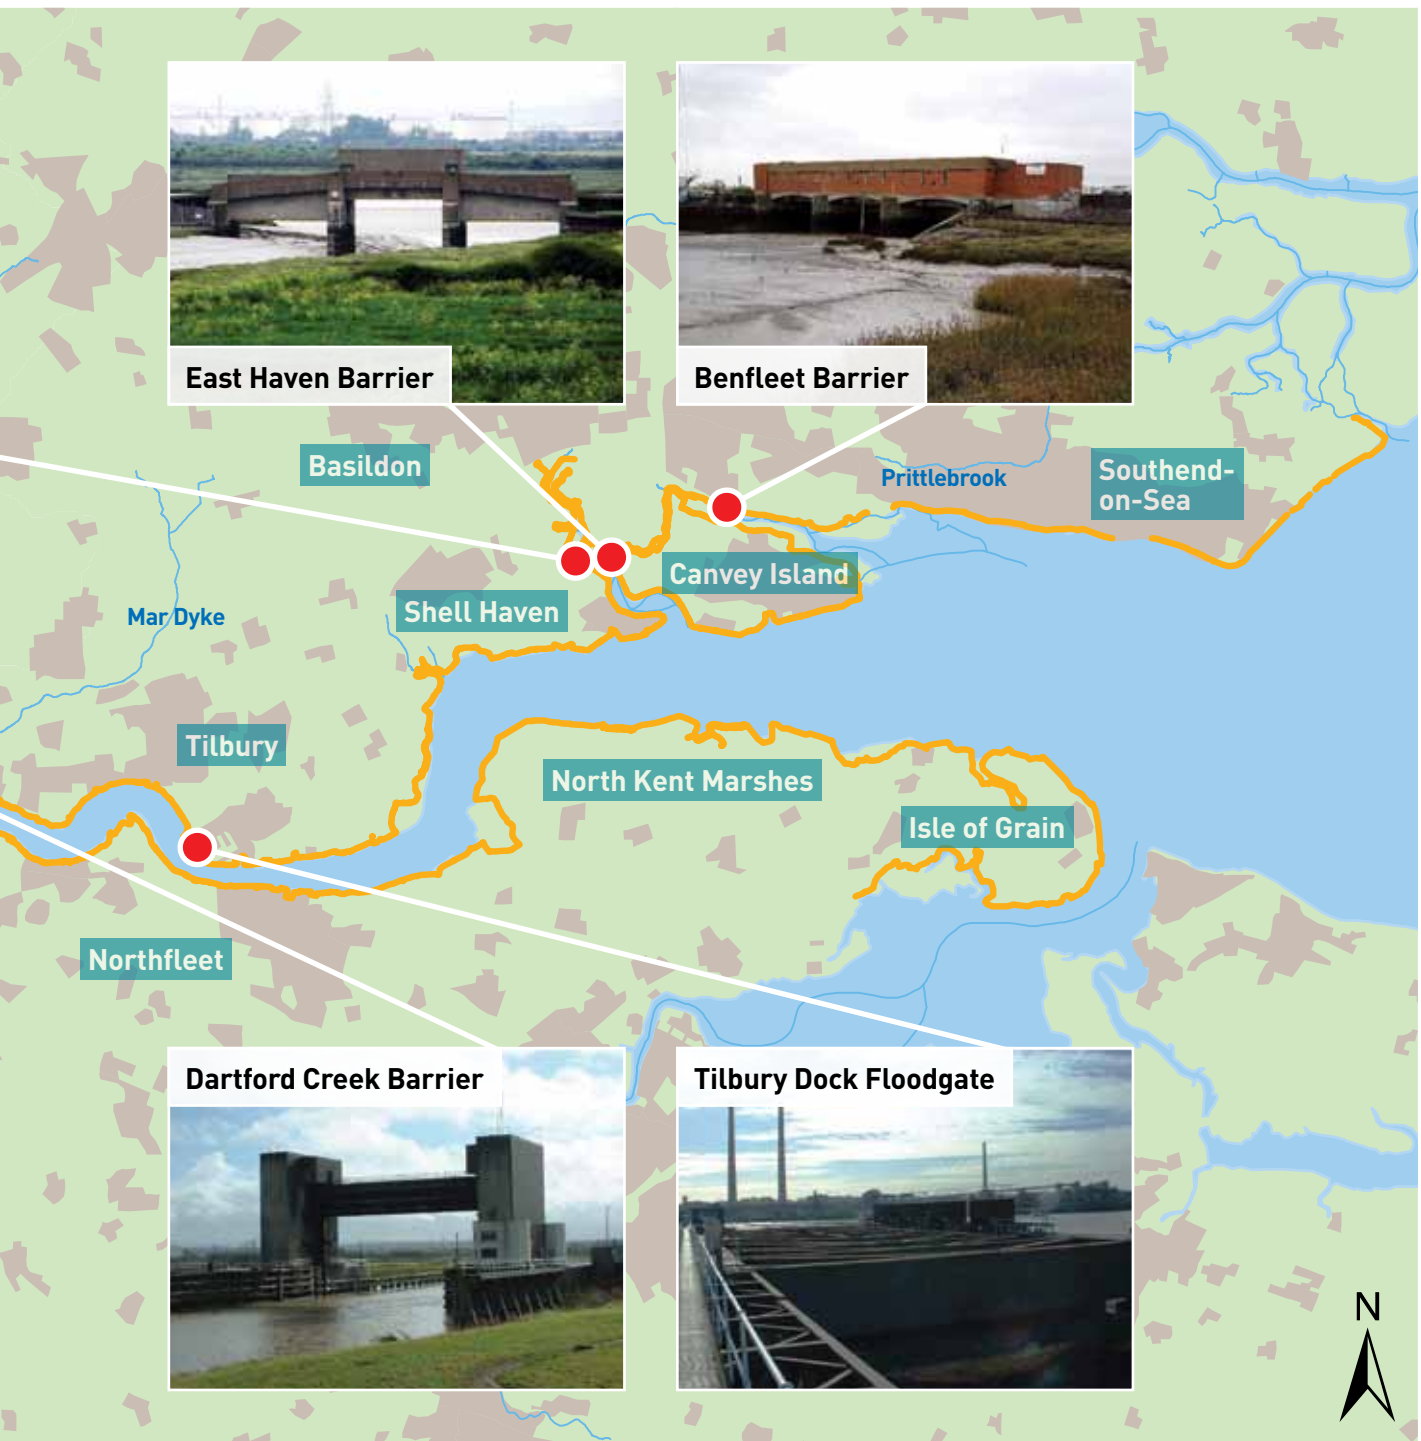 East Haven Barrier
Benfleet Barrier
Basildon
Prittlebrook
Southend-
on-Sea
Canvey Island
Shell Haven
Mar Dyke
Tilbury
North Kent Marshes
Isle of Grain
Northfleet
Dartford Creek Barrier
Tilbury Dock Floodgate
N